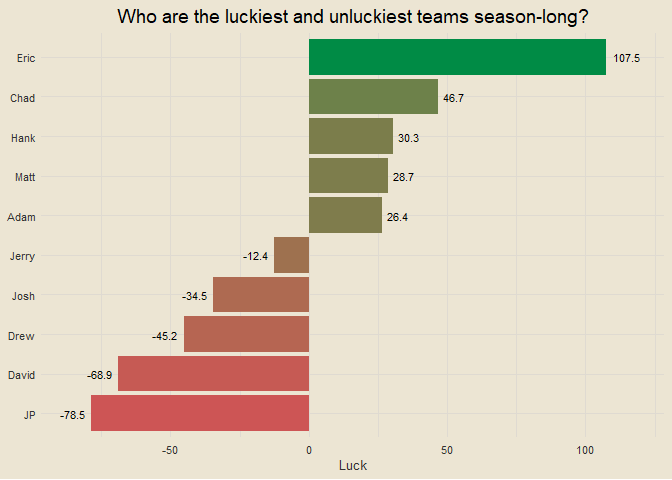 Who are the luckiest and unluckiest teams season-long?
Eric 107.5
Chad 46.7
Hank 30.3
Matt 28.7
Adam 26.4
Jerry -12.4
Josh -34.5
Drew -45.2
David -68.9
JP -78.5
-50 0 50 100
Luck